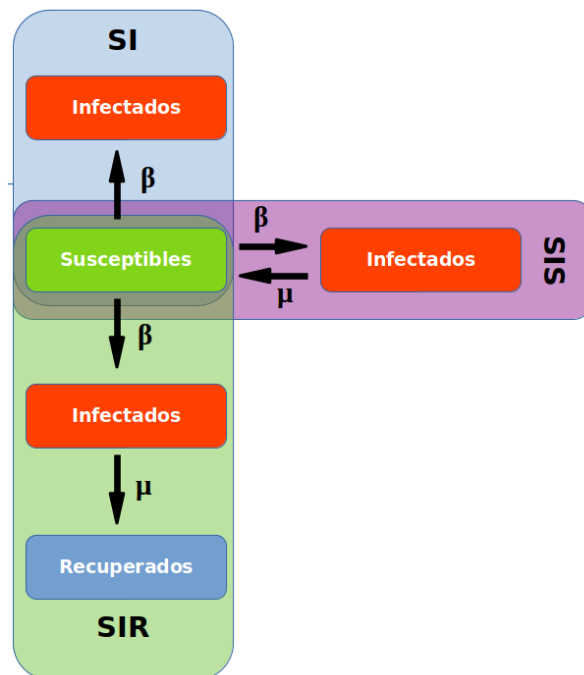 SI
Infectados
β
Susceptibles
β
μ
Infectados
SIS
β
Infectados
μ
Recuperados
SIR